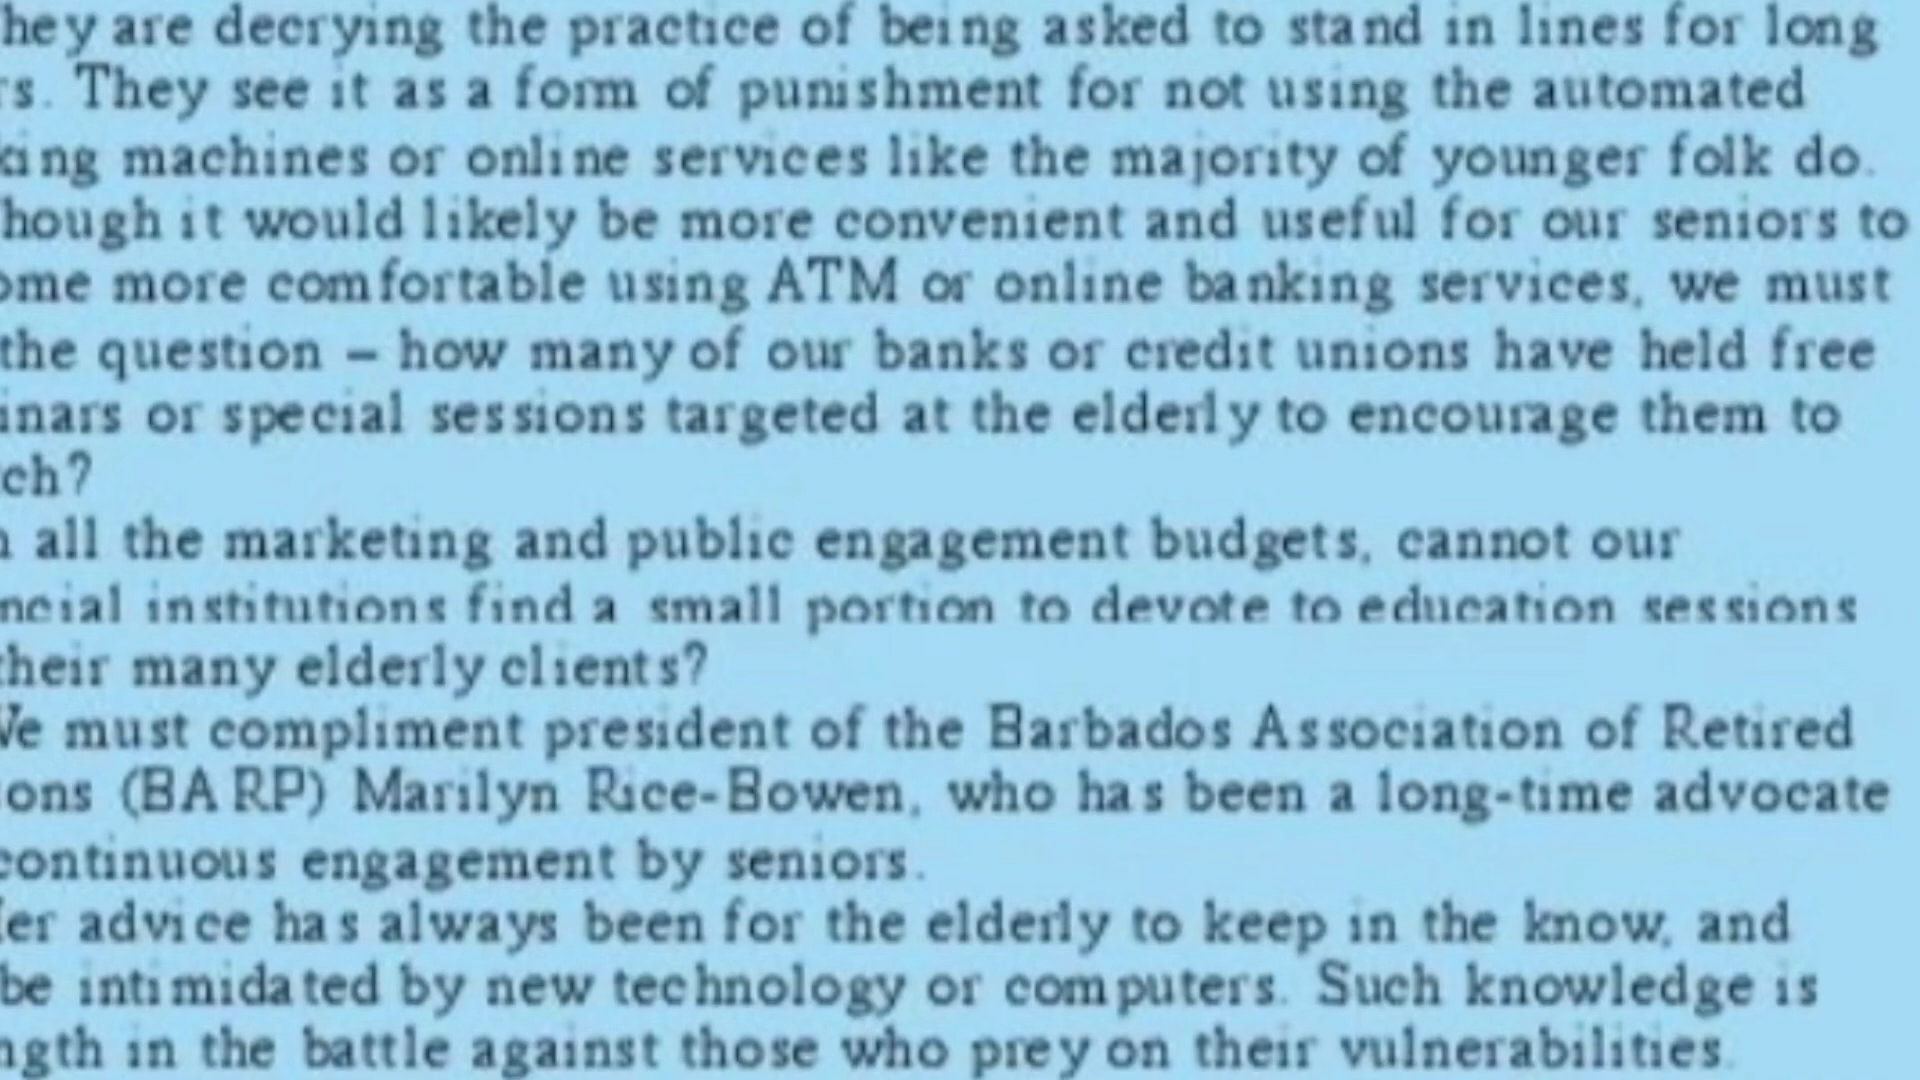 hey are decrying the practice of being asked to stand in lines for long
rs. They see it as a form of punishment for not using the automated
king machines or online services like the majority of younger folk do.
hough it would likely be more convenient and useful for our seniors to
ome more comfortable using ATM or online banking services, we must
the question – how many of our banks or credit unions have held free
inars or special sessions targeted at the elderly to encourage them to
ch?
all the marketing and public engagement budgets, cannot our
ncial institutions find a small portion to devote to education sessions
their many elderly clients?
We must compliment president of the Barbados Association of Retired
ons (BARP) Marilyn Rice-Bowen, who has been a long-time advocate
continuous engagement by seniors.
er advice has always been for the elderly to keep in the know, and
be intimidated by new technology or computers. Such knowledge is
ngth in the battle against those who prey on their vulnerabilities.